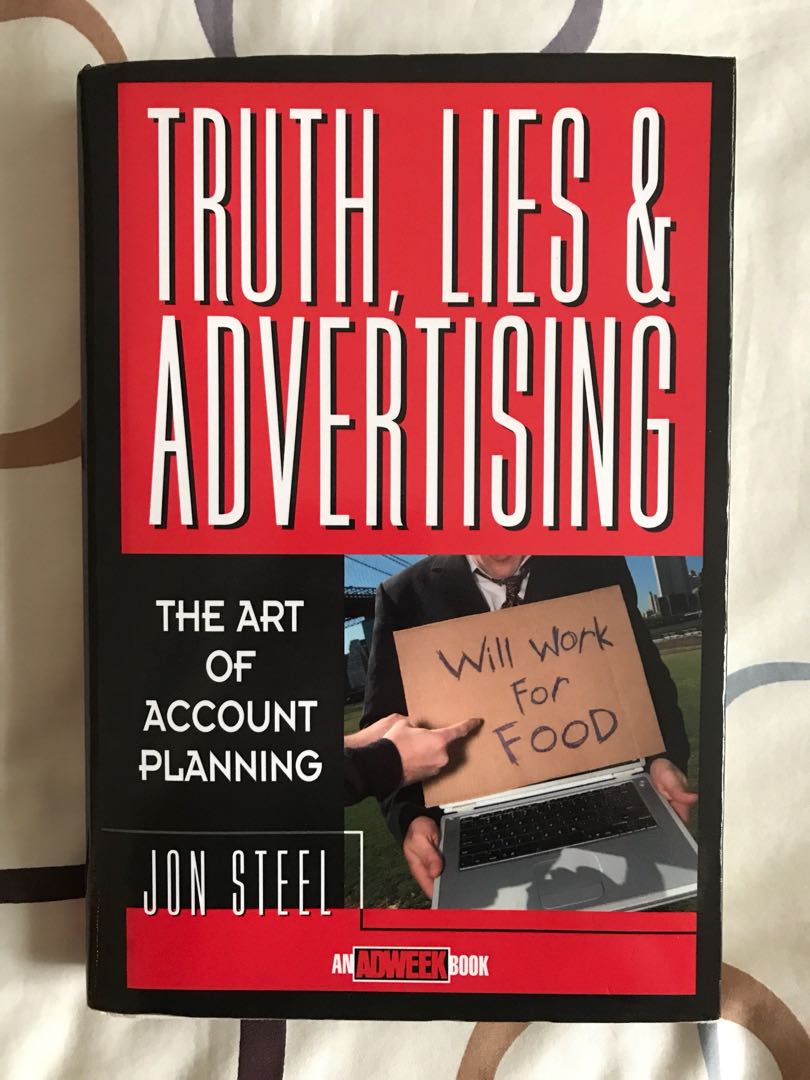 TRUTH, LIES &
ADVERTISING
THE ART
OF
ACCOUNT
PLANNING
Will Work
For
FOOD
JON STEEL
AN ADWEEK BOOK